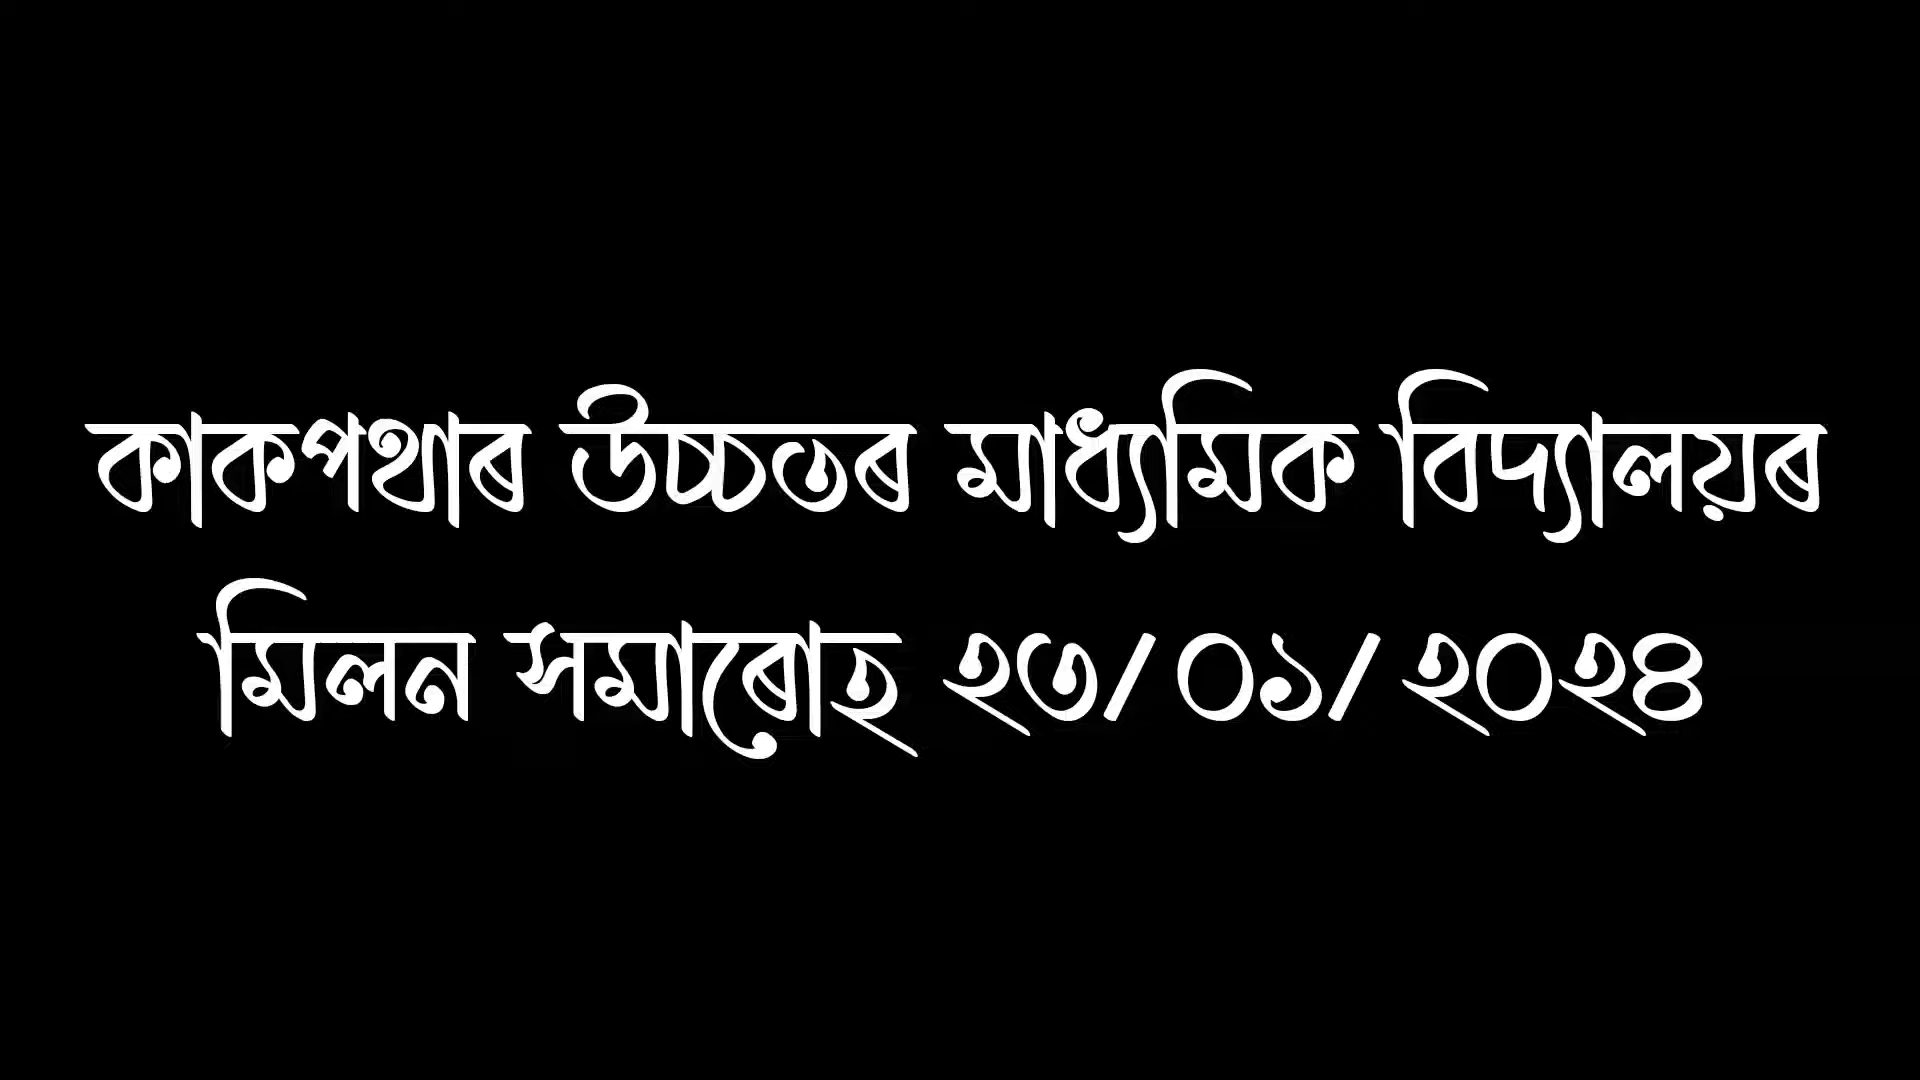 কাকপথাৰ উচ্চতৰ মাধ্যমিক বিদ্যালয়ৰ
মিলন সমাৰোহ ২৩/০১/২০২৪